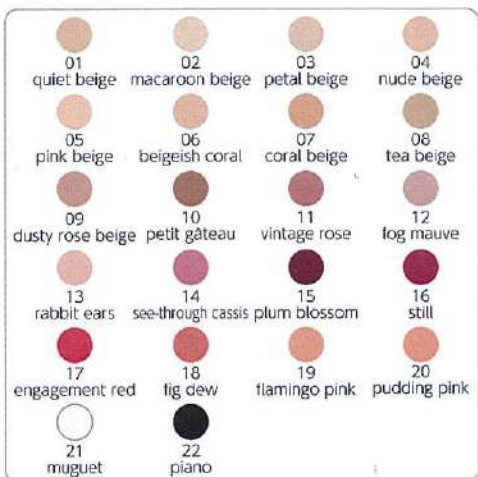 01 02 03 04
quiet beige macaroon beige petal beige nude beige
05 06 07 08
pink beige beigeish coral coral beige tea beige
09 10 11 12
dusty rose beige petit gâteau vintage rose fog mauve
13 14 15 16
rabbit ears see-through cassis plum blossom still
17 18 19 20
engagement red fig dew flamingo pink pudding pink
21 22
muguet piano